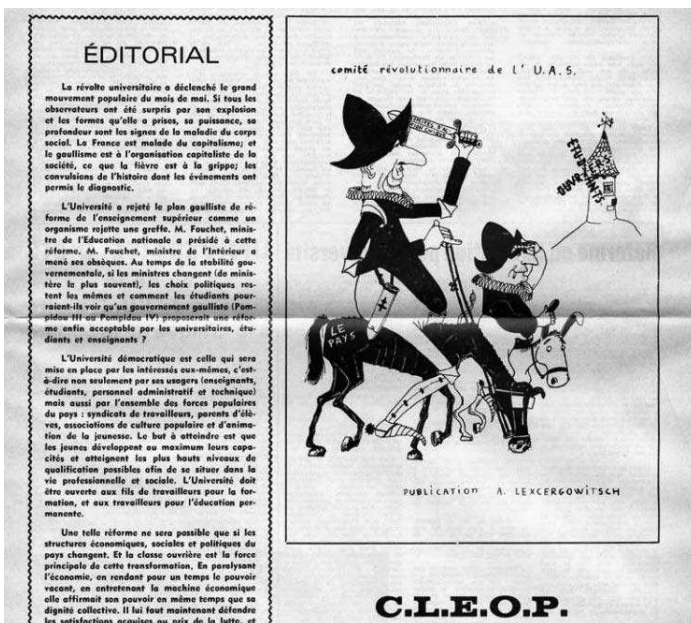 ÉDITORIAL
La révolte universitaire a déclenché le grand
mouvement populaire du mois de mai. Si tous les
observateurs ont été surpris par son explosion
et les formes qu'elle a prises, sa puissance, sa
profondeur sont les signes de la maladie du corps
social. La France est malade du capitalisme; et
le gaullisme est à l'organisation capitaliste de la
société, ce que la fièvre est à la grippe; les
convulsions de l'histoire dont les événements ont
permis le diagnostic.
L'Université a rejeté le plan gaulliste de ré-
forme de l'enseignement supérieur comme un
organisme rejette une greffe. M. Fouchet, minis-
tre de l'Education nationale a présidé à cette
réforme. M. Fouchet, ministre de l'Intérieur a
mené ses obsèques. Au temps de la stabilité gou-
vernementale, si les ministres changent (de minis-
tère le plus souvent), les choix politiques res-
tent les mêmes et comment les étudiants pour-
raient-ils voir qu'un gouvernement gaulliste (Pom-
pidou III ou Pompidou IV) proposerait une réfor-
me enfin acceptable par les universitaires, étu-
diants et enseignants ?
L'Université démocratique est celle qui sera
mise en place par les intéressés eux-mêmes, c'est-
à-dire non seulement par ses usagers (enseignants,
étudiants, personnel administratif et technique)
mais aussi par l'ensemble des forces populaires
du pays : syndicats de travailleurs, parents d'élè-
ves, associations de culture populaire et d'anima-
tion de la jeunesse. Le but à atteindre est que
les jeunes développent au maximum leurs capa-
cités et atteignent les plus hauts niveaux de
qualification possibles afin de se situer dans la
vie professionnelle et sociale. L'Université doit
être ouverte aux fils de travailleurs pour la for-
mation, et aux travailleurs pour l'éducation per-
manente.
Une telle réforme ne sera possible que si les
structures économiques, sociales et politiques du
pays changent. Et la classe ouvrière est la force
principale de cette transformation. En paralysant
l'économie, en rendant pour un temps le pouvoir
vacant, en entretenant la machine économique
elle affirmait son pouvoir en même temps que sa
dignité collective. Il lui faut maintenant défendre
les satisfactions acquises au prix de la lutte, et
comité révolutionnaire de l' U.A.S.
ETUDIANTS
OUVRIERS
LE
PAYS
PUBLICATION A. LEXCERGOWITSCH
C.L.E.O.P.